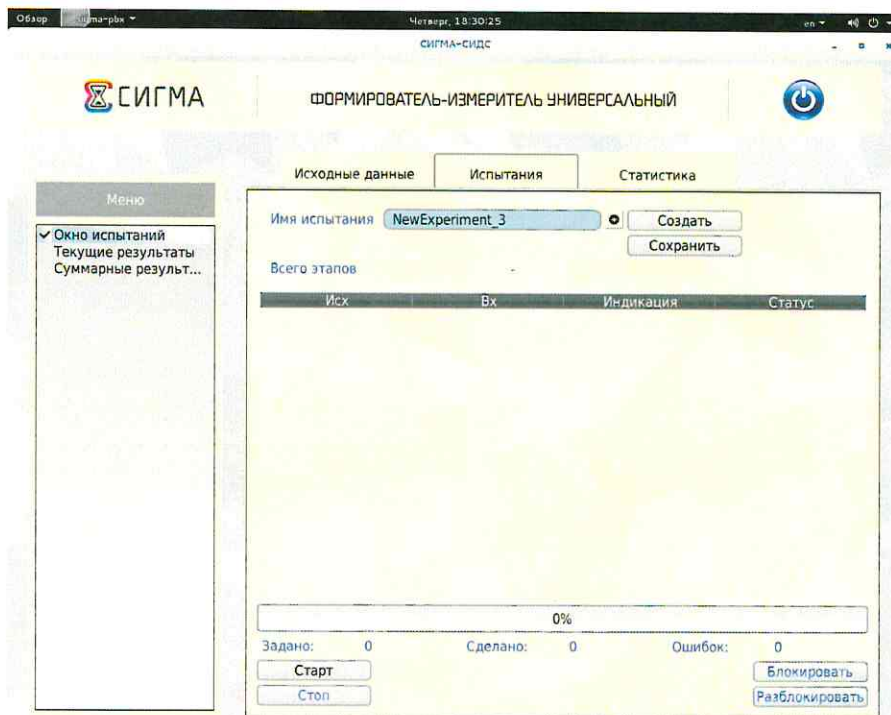 Обзор
Четверг, 18:30:25
en
СИГМА-СИДС
СИГМА
ФОРМИРОВАТЕЛЬ-ИЗМЕРИТЕЛЬ УНИВЕРСАЛЬНЫЙ
Исходные данные Испытания Статистика
Меню
Окно испытаний
Текущие результаты
Суммарные результ...
Имя испытания NewExperiment_3 Создать
Сохранить
Всего этапов -
Исх Вх Индикация Статус
0%
Задано: 0 Сделано: 0 Ошибок: 0
Старт Блокировать
Стоп Разблокировать